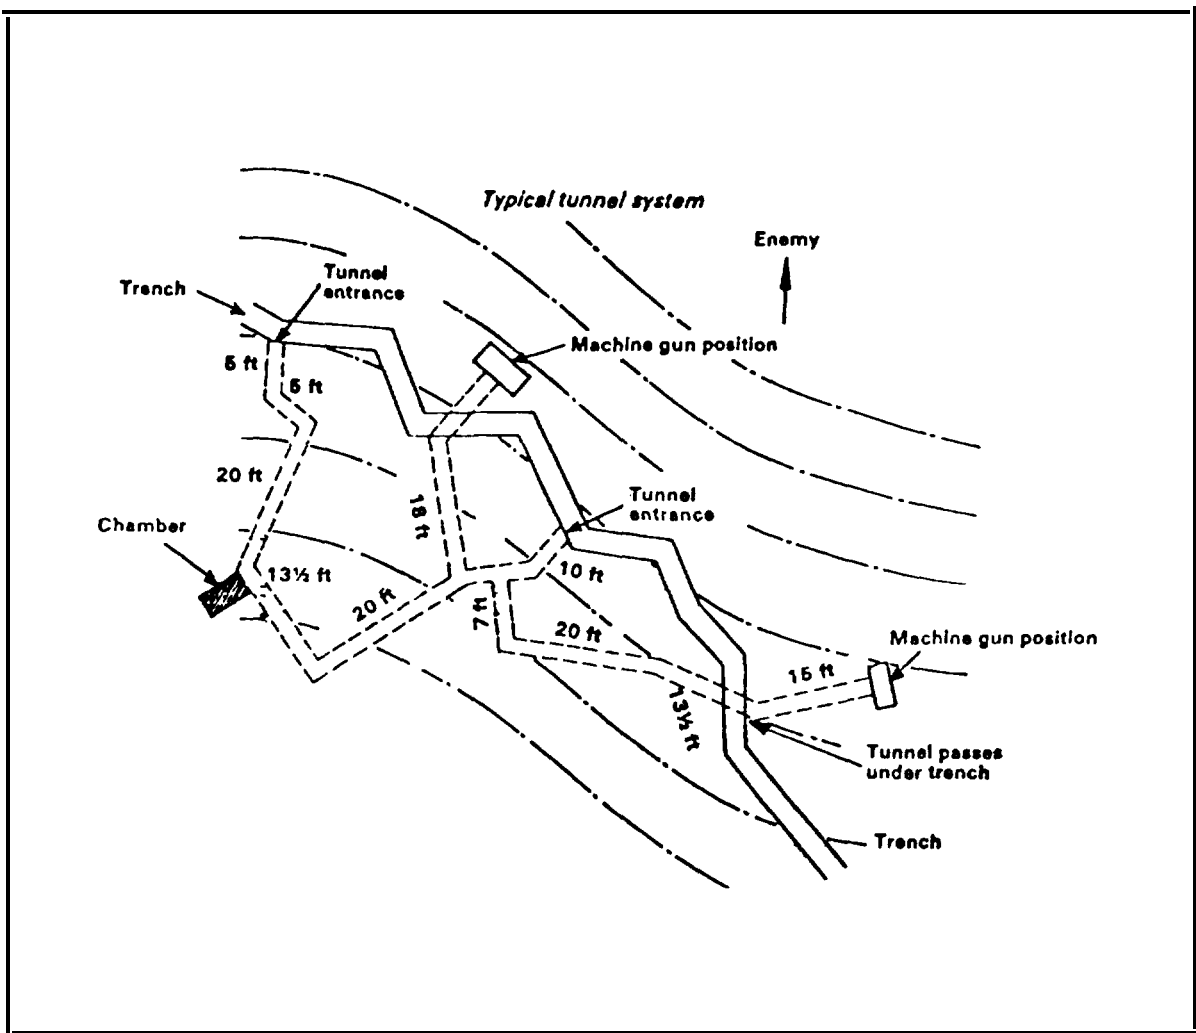 Typical tunnel system
Enemy
Trench
Tunnel
entrance
5 ft
5 ft
Machine gun position
20 ft
18 ft
Tunnel
entrance
Chamber
13½ ft
20 ft
10 ft
7 ft
20 ft
Machine gun position
15 ft
13½ ft
Tunnel passes
under trench
Trench